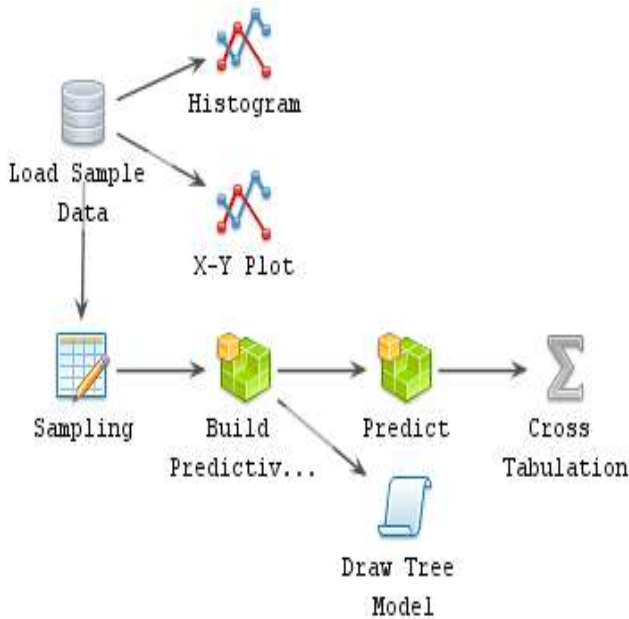 Histogram
Load Sample
Data
X-Y Plot
Sampling
Build
Predictiv...
Predict
Cross
Tabulation
Draw Tree
Model